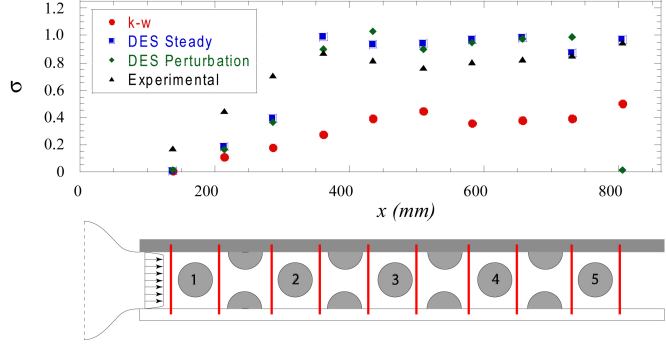 1.2
1.0
0.8
0.6
0.4
0.2
0
σ
k-w
DES Steady
DES Perturbation
Experimental
0 200 400 600 800
x (mm)
1 2 3 4 5